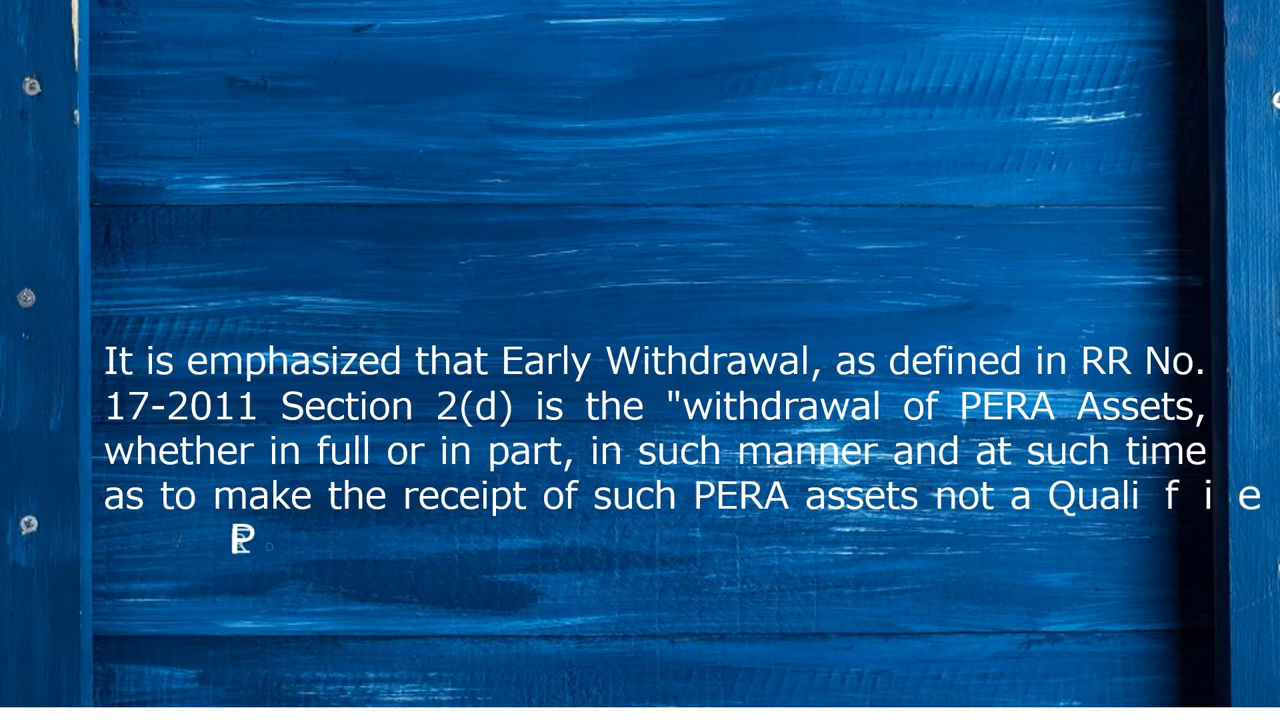 It is emphasized that Early Withdrawal, as defined in RR No.
17-2011 Section 2(d) is the "withdrawal of PERA Assets,
whether in full or in part, in such manner and at such time
as to make the receipt of such PERA assets not a Quali f i e